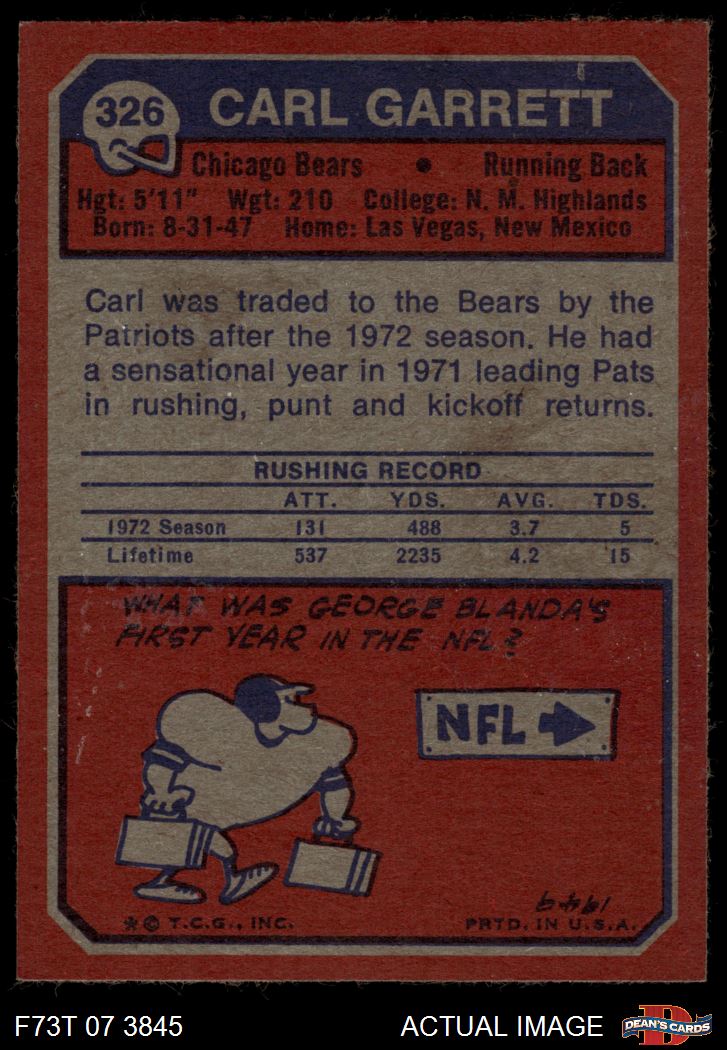 326
CARL GARRETT
Chicago Bears • Running Back
Hgt: 5'11" Wgt: 210 College: N. M. Highlands
Born: 8-31-47 Home: Las Vegas, New Mexico
Carl was traded to the Bears by the
Patriots after the 1972 season. He had
a sensational year in 1971 leading Pats
in rushing, punt and kickoff returns.
RUSHING RECORD
ATT. YDS. AVG. TDS.
1972 Season 131 488 3.7 5
Lifetime 537 2235 4.2 15
WHAT WAS GEORGE BLANDA'S
FIRST YEAR IN THE NFL?
NFL
1949
* © T.C.G., INC. PRTD. IN U.S.A.
F73T 07 3845 ACTUAL IMAGE
D
DEAN'S CARDS